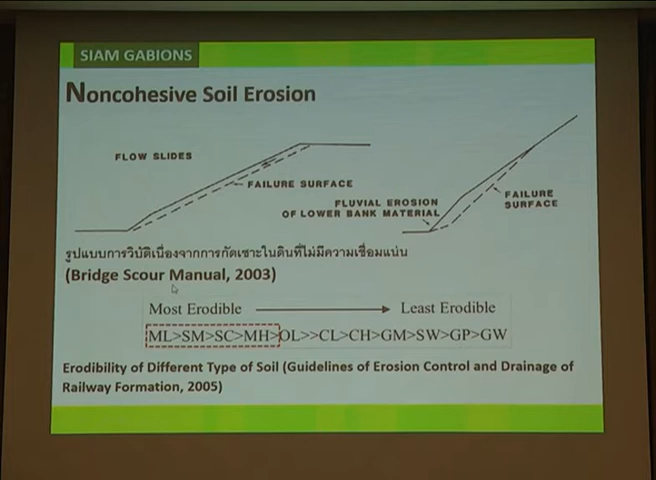 SIAM GABIONS
Noncohesive Soil Erosion
FLOW SLIDES
FAILURE SURFACE
FLUVIAL EROSION
OF LOWER BANK MATERIAL
FAILURE
SURFACE
รูปแบบการวิบัติเนื่องจากการกัดเซาะในดินที่ไม่มีความเชื่อมแน่น
(Bridge Scour Manual, 2003)
Most Erodible Least Erodible
ML>SM>SC>MH>OL>>CL>CH>GM>SW>GP>GW
Erodibility of Different Type of Soil (Guidelines of Erosion Control and Drainage of
Railway Formation, 2005)